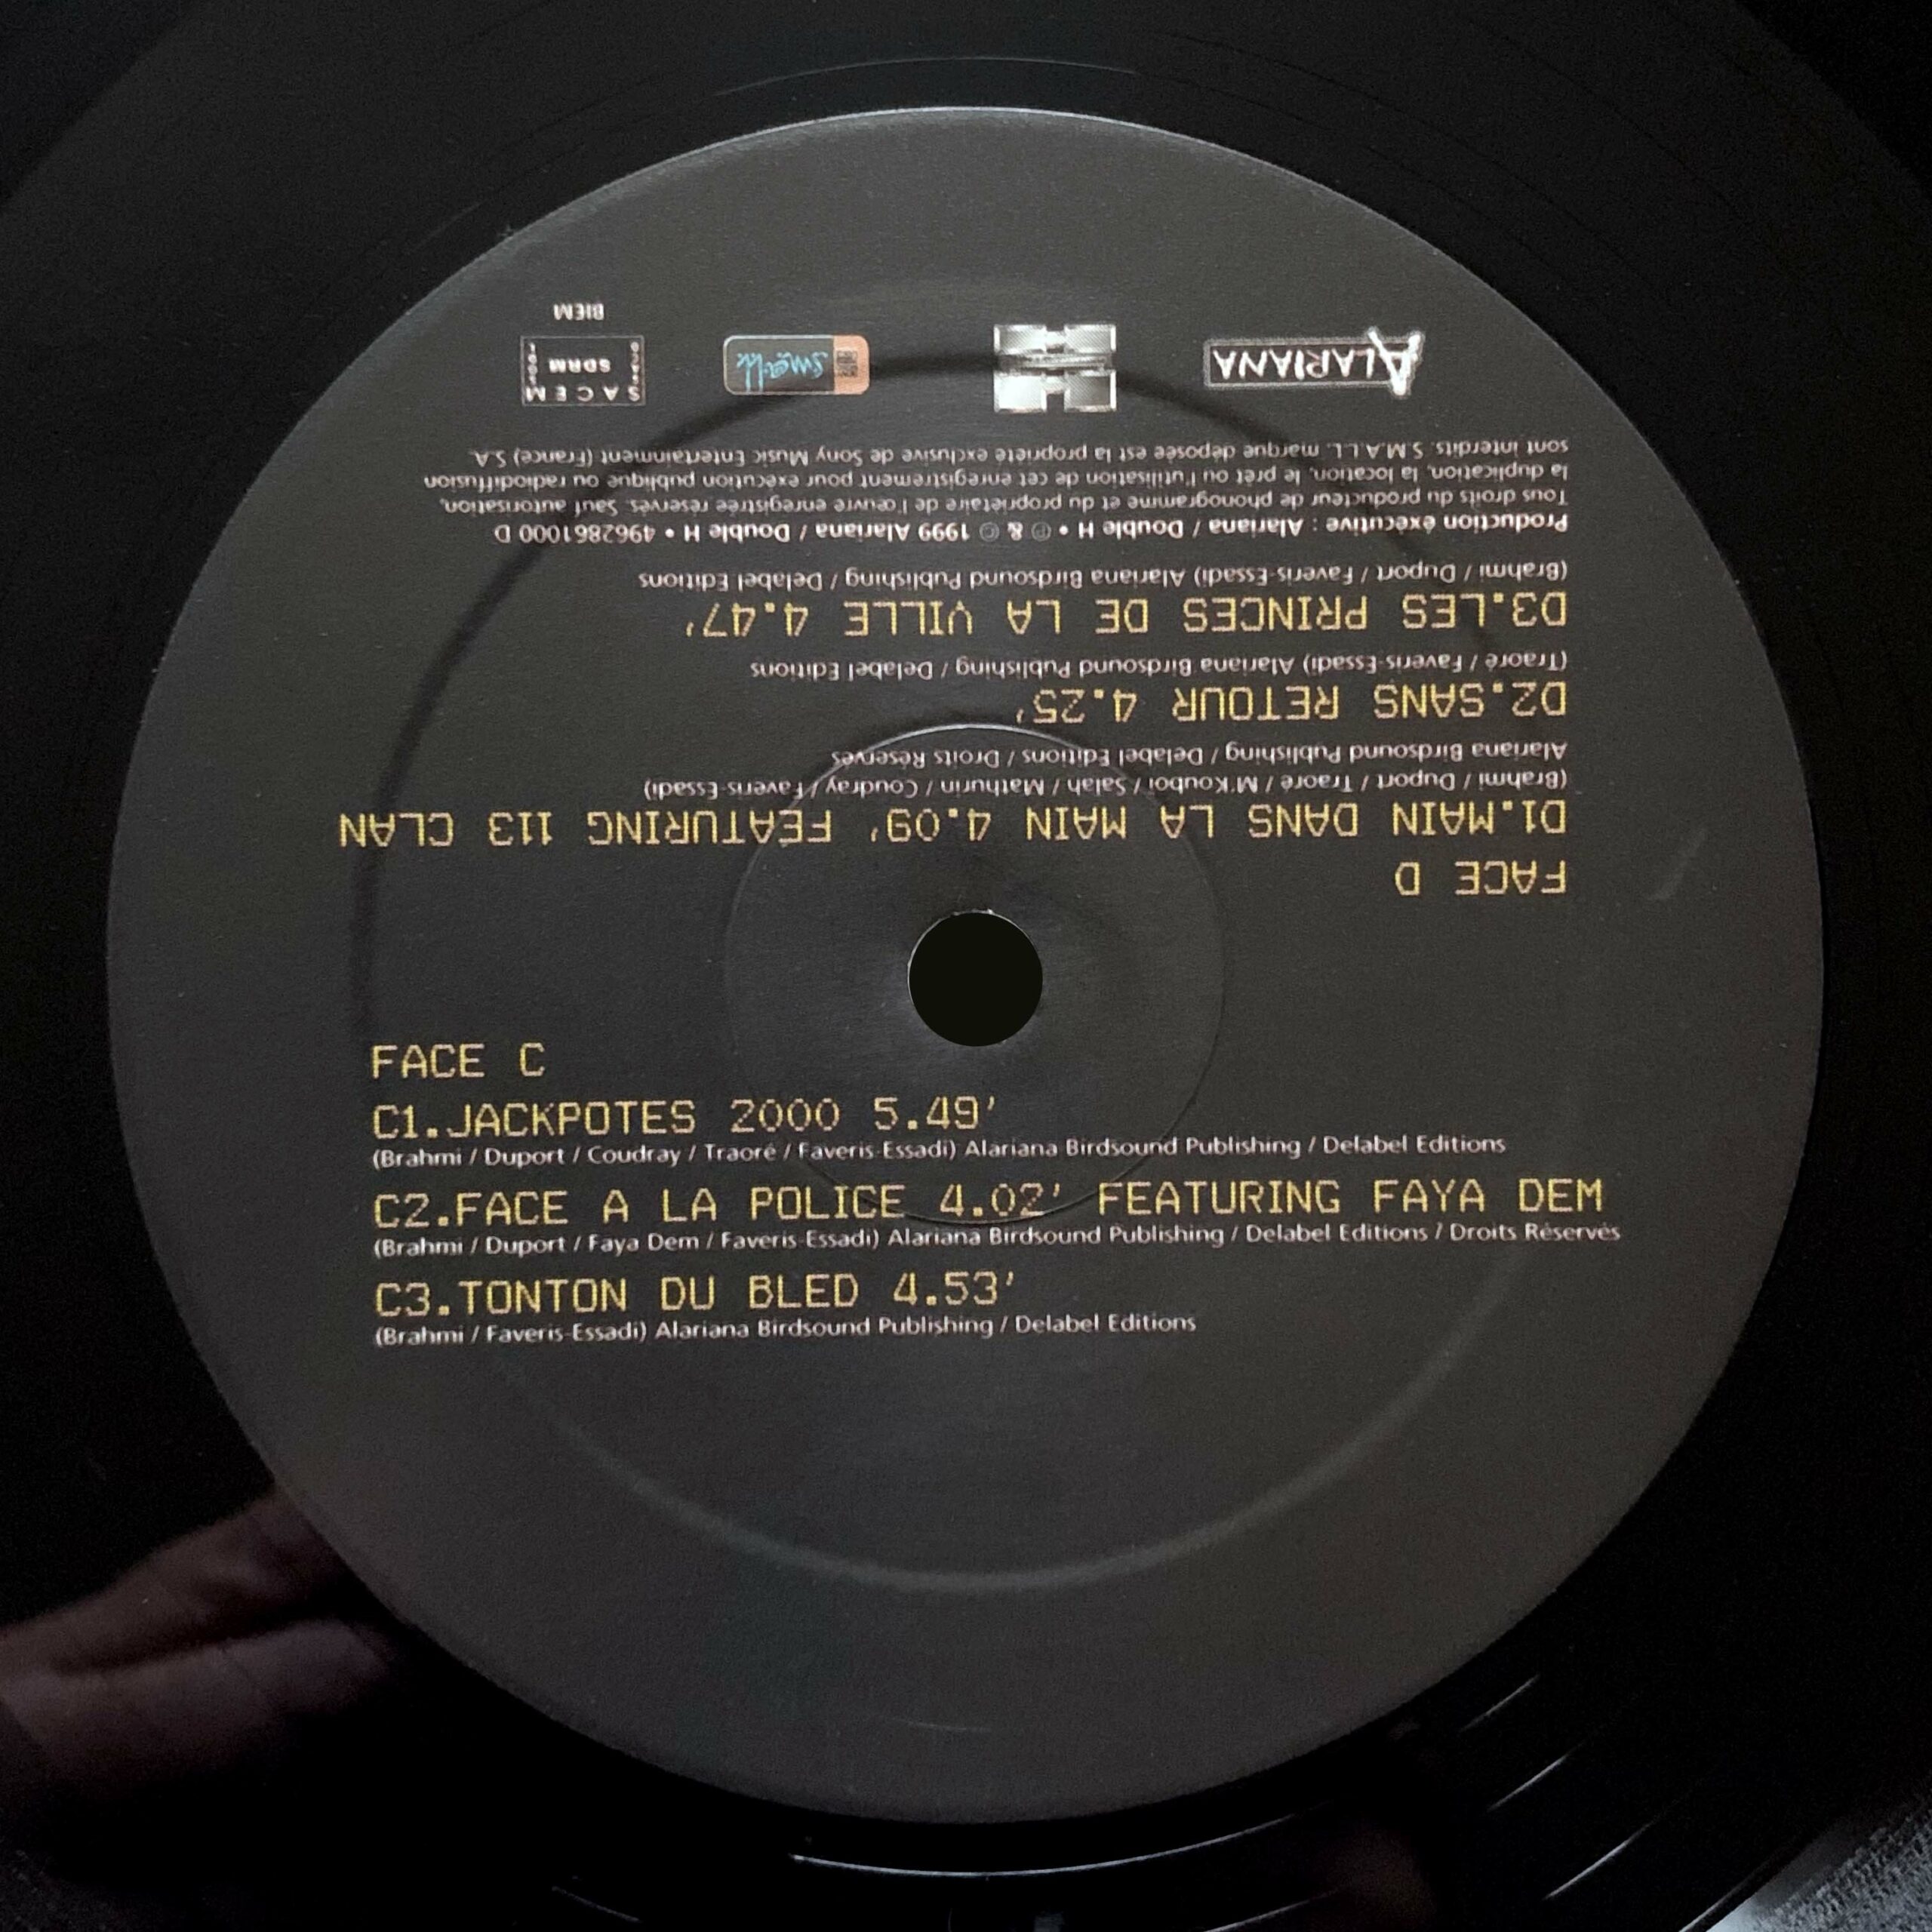 FACE C
C1.JACKPOTES 2000 5.49'
(Brahmi / Duport / Coudray / Traoré / Faveris-Essadi) Alariana Birdsound Publishing / Delabel Editions
C2.FACE A LA POLICE 4.02' FEATURING FAYA DEM
(Brahmi / Duport / Faya Dem / Faveris-Essadi) Alariana Birdsound Publishing / Delabel Editions / Droits Réservés
C3.TONTON DU BLED 4.53'
(Brahmi / Faveris-Essadi) Alariana Birdsound Publishing / Delabel Editions
FACE D
D1.MAIN DANS LA MAIN 4.09' FEATURING 113 CLAN
(Brahmi / Duport / Traoré / M'Kouboi / Salah / Mathurin / Coudray / Faveris-Essadi)
Alariana Birdsound Publishing / Delabel Editions / Droits Réservés
D2.SANS RETOUR 4.25'
(Traoré / Faveris-Essadi) Alariana Birdsound Publishing / Delabel Editions
D3.LES PRINCES DE LA VILLE 4.47'
(Brahmi / Duport / Faveris-Essadi) Alariana Birdsound Publishing / Delabel Editions
Production éxécutive : Alariana / Double H • ℗ & © 1999 Alariana / Double H • 4962861000 D
Tous droits du producteur de phonogramme et du propriétaire de l'œuvre enregistrée réservés. Sauf autorisation,
la duplication, la location, le prêt ou l'utilisation de cet enregistrement pour exécution publique ou radiodiffusion
sont interdits. S.M.A.L.L. marque déposée est la propriété exclusive de Sony Music Entertainment (France) S.A.
ALARIANA
small
SACEM
SDRM
BIEM